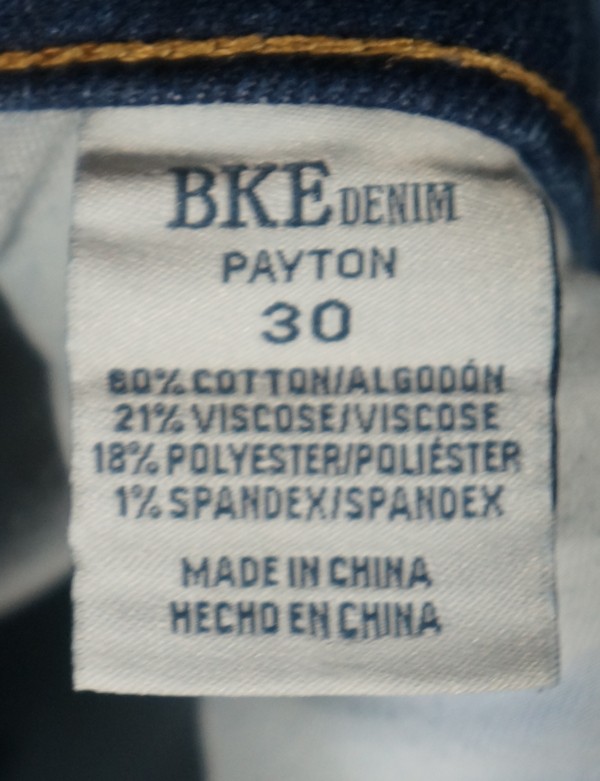 BKE DENIM
PAYTON
30
60% COTTON/ALGODÓN
21% VISCOSE/VISCOSE
18% POLYESTER/POLIÉSTER
1% SPANDEX/SPANDEX
MADE IN CHINA
HECHO EN CHINA